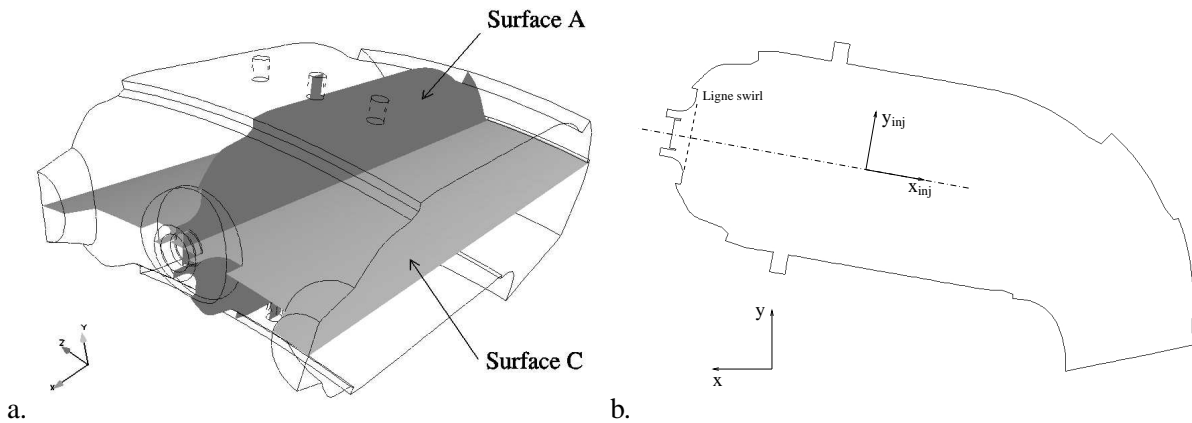 Surface A
Surface C
Y
Z
X
a.
Ligne swirl
y_inj
x_inj
y
x
b.